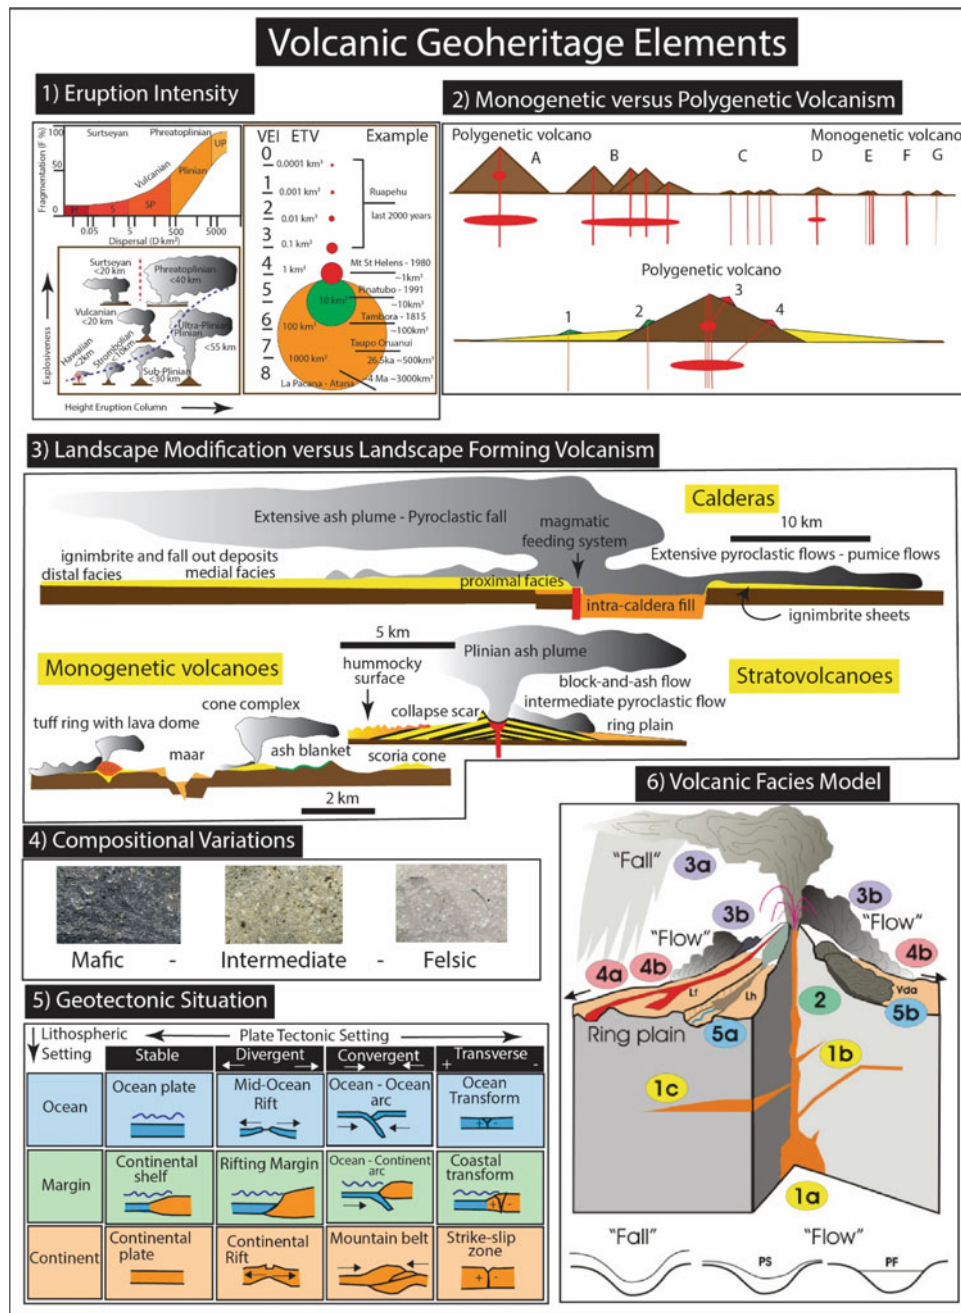 Volcanic Geoheritage Elements
1) Eruption Intensity
Fragmentation (F %)
100
50
0
Surtseyan
Phreatoplinian
UP
Vulcanian
Plinian
H
S
SP
0.05
5
500
5000
Dispersal (D km²)
Explosiveness
Surtseyan
<20 km
Phreatoplinian
<40 km
Vulcanian
<20 km
Ultra-Plinian
Plinian
<55 km
Hawaiian
<2km
Strombolian
<10km
Sub-Plinian
<30 km
Height Eruption Column
VEI ETV Example
0 0.0001 km³
1 0.001 km³
2 0.01 km³
3 0.1 km³
4 1 km³
5 10 km³
6 100 km³
7 1000 km³
8
Ruapehu
last 2000 years
Mt St Helens - 1980
~1km³
Pinatubo - 1991
~10km³
Tambora - 1815
~100km³
Taupo Oruanui
26.5ka ~500km³
~4 Ma ~3000km³
La Pacana - Atana
2) Monogenetic versus Polygenetic Volcanism
Polygenetic volcano
Monogenetic volcano
A B C D E F G
Polygenetic volcano
1 2 3 4
3) Landscape Modification versus Landscape Forming Volcanism
Extensive ash plume - Pyroclastic fall
Calderas
10 km
magmatic
feeding system
Extensive pyroclastic flows - pumice flows
ignimbrite and fall out deposits
distal facies medial facies
proximal facies
intra-caldera fill
ignimbrite sheets
Monogenetic volcanoes
5 km
hummocky
surface
Plinian ash plume
Stratovolcanoes
block-and-ash flow
intermediate pyroclastic flow
collapse scar
ring plain
tuff ring with lava dome
cone complex
maar
ash blanket
scoria cone
2 km
4) Compositional Variations
Mafic - Intermediate - Felsic
5) Geotectonic Situation
Lithospheric
Setting
Plate Tectonic Setting
Stable Divergent Convergent + Transverse -
Ocean
Ocean plate
Mid-Ocean
Rift
Ocean - Ocean
arc
Ocean
Transform
+ -
Margin
Continental
shelf
Rifting Margin
Ocean - Continent
arc
Coastal
transform
+ -
Continent
Continental
plate
Continental
Rift
Mountain belt
Strike-slip
zone
+ -
6) Volcanic Facies Model
"Fall"
3a
3b
3b
"Flow"
"Flow"
4a
4b
4b
Lf
Lh
Vda
2
5a
5b
Ring plain
1b
1c
1a
"Fall"
"Flow"
PS
PF